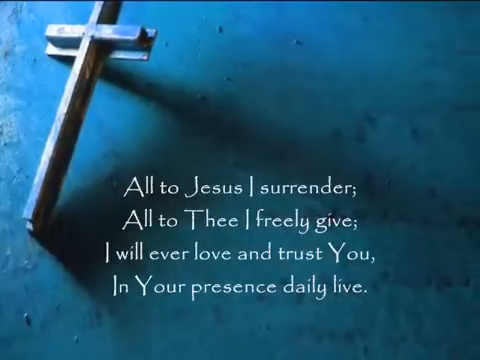 All to Jesus I surrender;
All to Thee I freely give;
I will ever love and trust You,
In Your presence daily live.